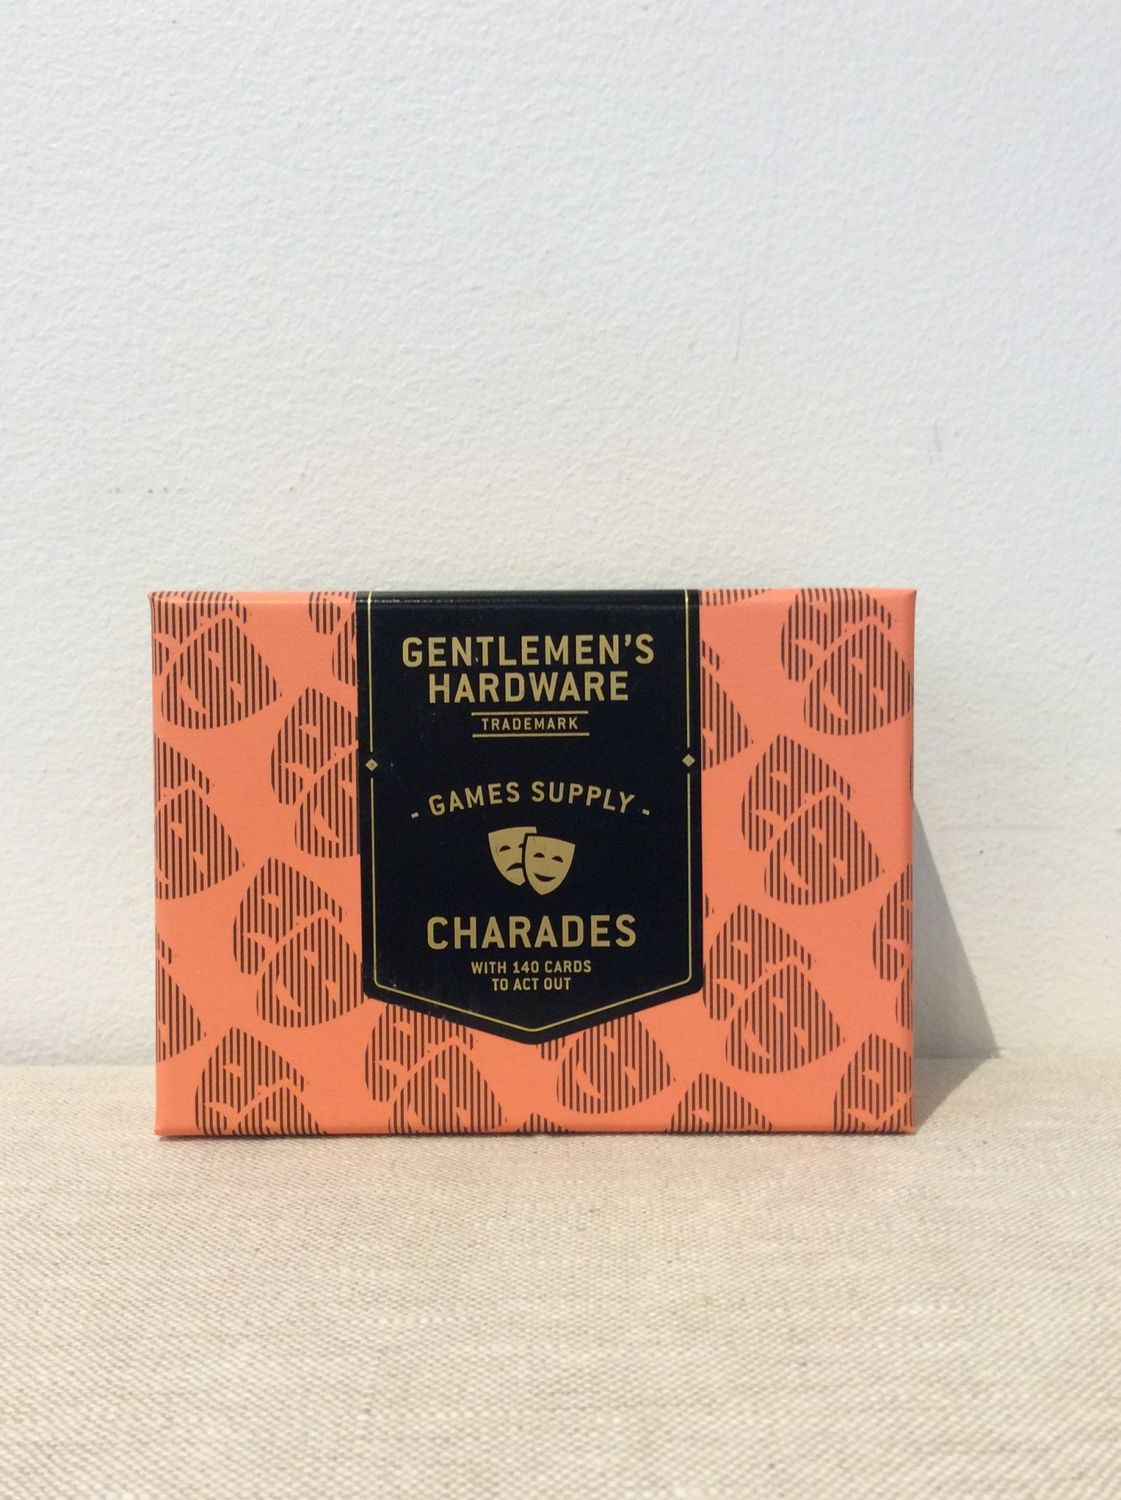 GENTLEMEN'S
HARDWARE
TRADEMARK
- GAMES SUPPLY -
CHARADES
WITH 140 CARDS
TO ACT OUT